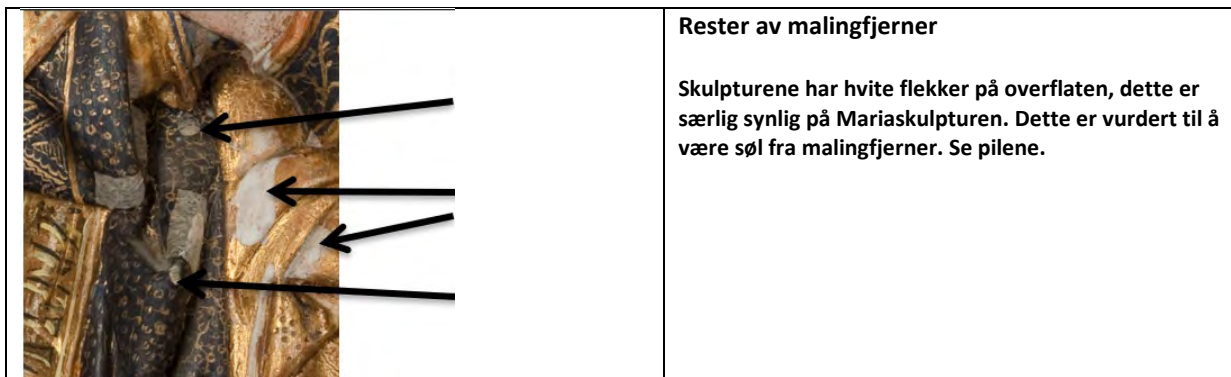 Rester av malingfjerner
Skulpturene har hvite flekker på overflaten, dette er
særlig synlig på Mariaskulpturen. Dette er vurdert til å
være søl fra malingfjerner. Se pilene.